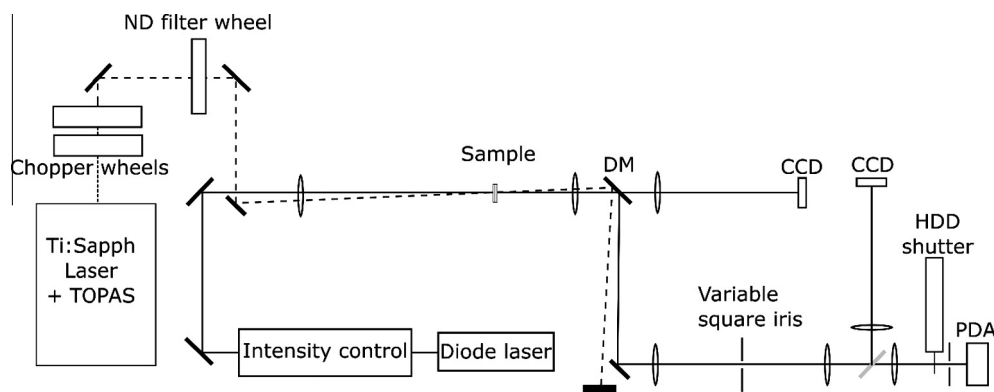 ND filter wheel
Chopper wheels
Sample
DM
CCD
CCD
HDD
shutter
Ti:Sapph
Laser
+ TOPAS
Variable
square iris
PDA
Intensity control
Diode laser